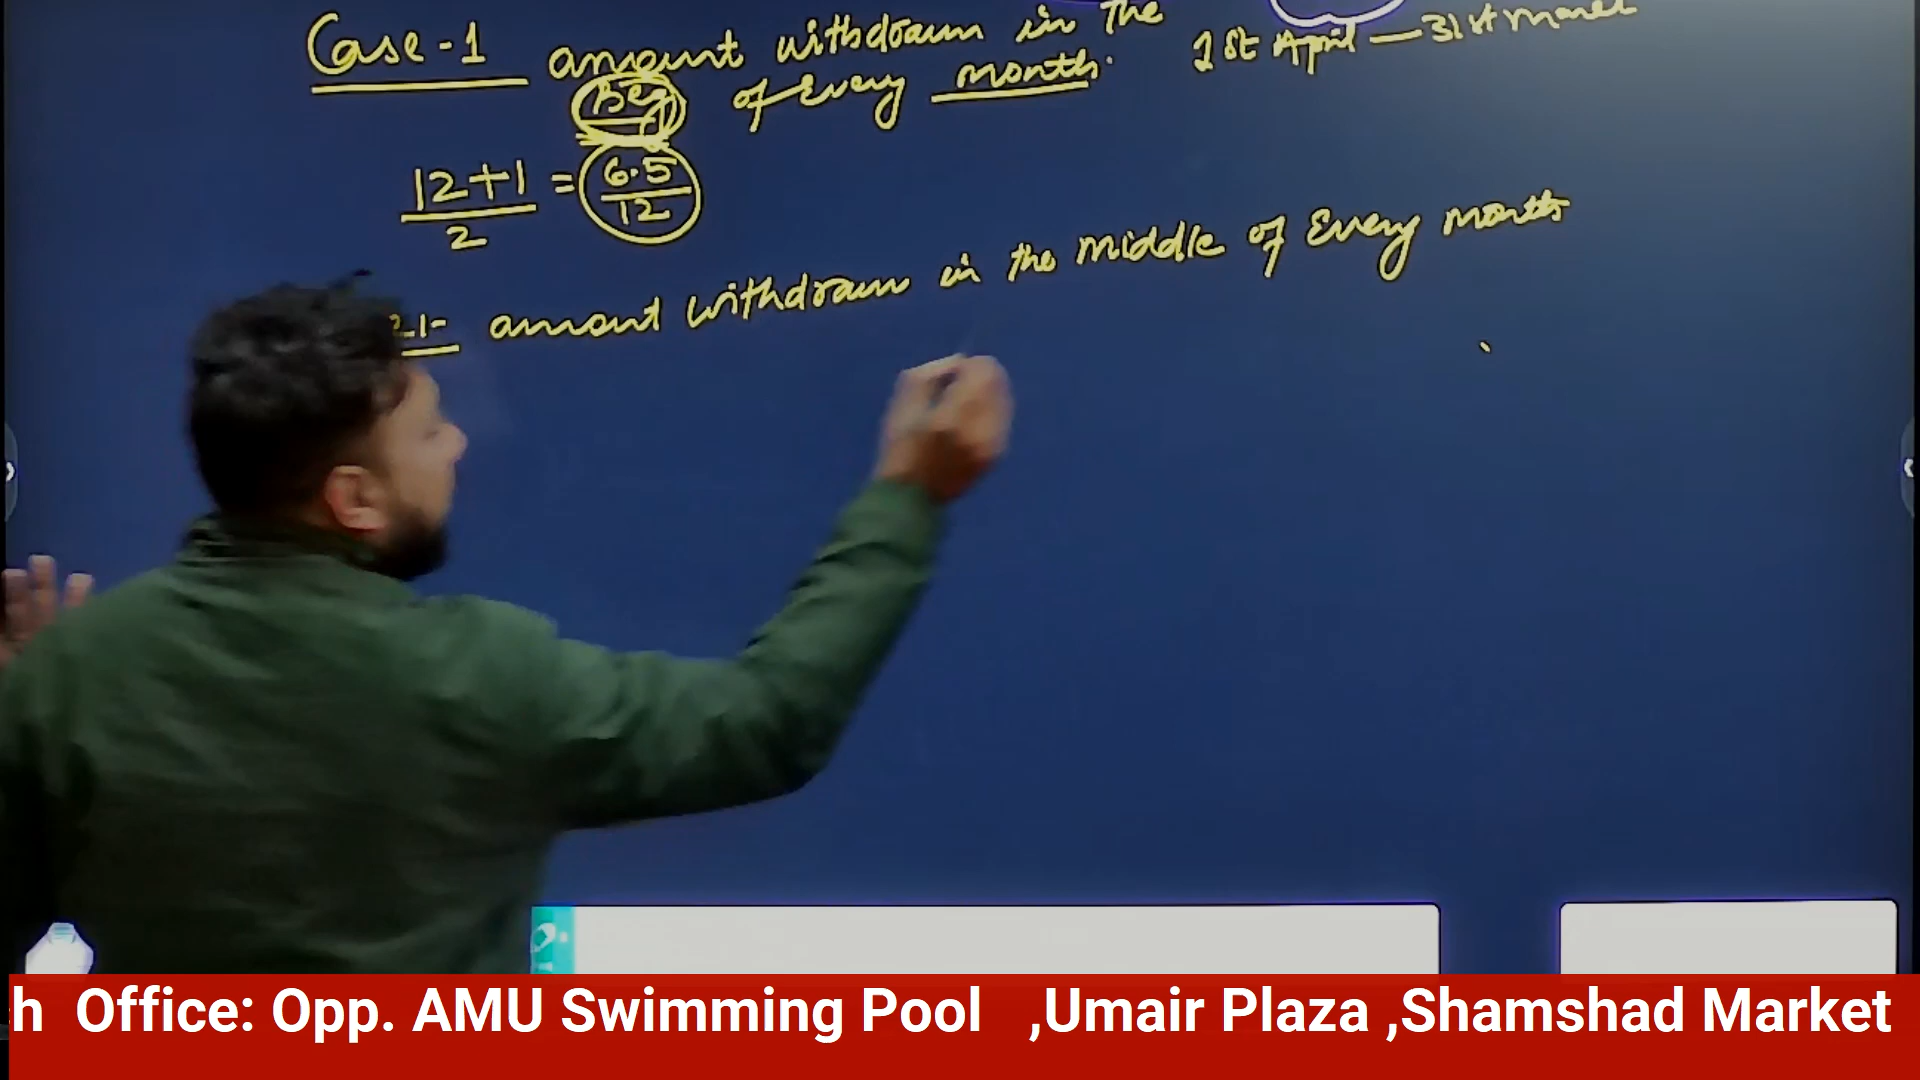 Case-1 amount withdrawn in the
Beg of Every month. 1st April — 31st March
12+1 = 6.5
2 12
21- amount withdrawn in the middle of Every month
h Office: Opp. AMU Swimming Pool ,Umair Plaza ,Shamshad Market